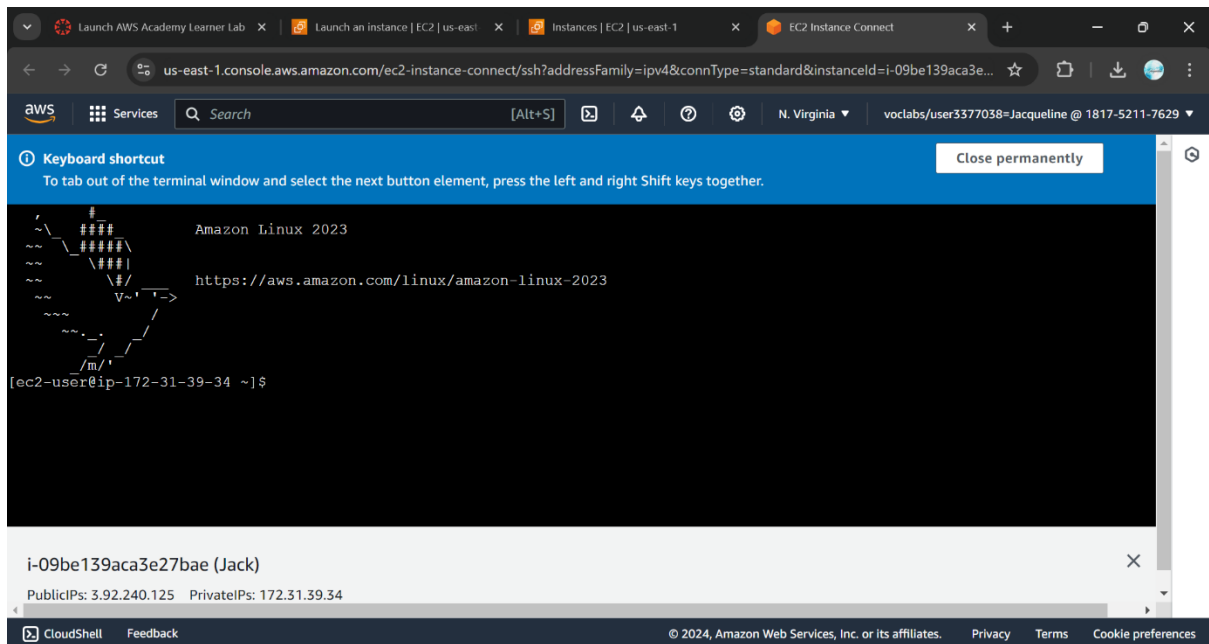 Launch AWS Academy Learner Lab
Launch an instance | EC2 | us-east
Instances | EC2 | us-east-1
EC2 Instance Connect
us-east-1.console.aws.amazon.com/ec2-instance-connect/ssh?addressFamily=ipv4&connType=standard&instanceId=i-09be139aca3e...
aws Services Search [Alt+S] N. Virginia ▼ voclabs/user3377038=Jacqueline @ 1817-5211-7629 ▼
Keyboard shortcut
Close permanently
To tab out of the terminal window and select the next button element, press the left and right Shift keys together.
   ,     #_
   ~\_  ####_        Amazon Linux 2023
  ~~  \_#####\
  ~~     \###|
  ~~       \#/ ___   https://aws.amazon.com/linux/amazon-linux-2023
   ~~       V~' '->
    ~~~         /
      ~~._.   _/
         _/ _/
       _/m/'
[ec2-user@ip-172-31-39-34 ~]$
i-09be139aca3e27bae (Jack)
PublicIPs: 3.92.240.125 PrivateIPs: 172.31.39.34
CloudShell Feedback © 2024, Amazon Web Services, Inc. or its affiliates. Privacy Terms Cookie preferences